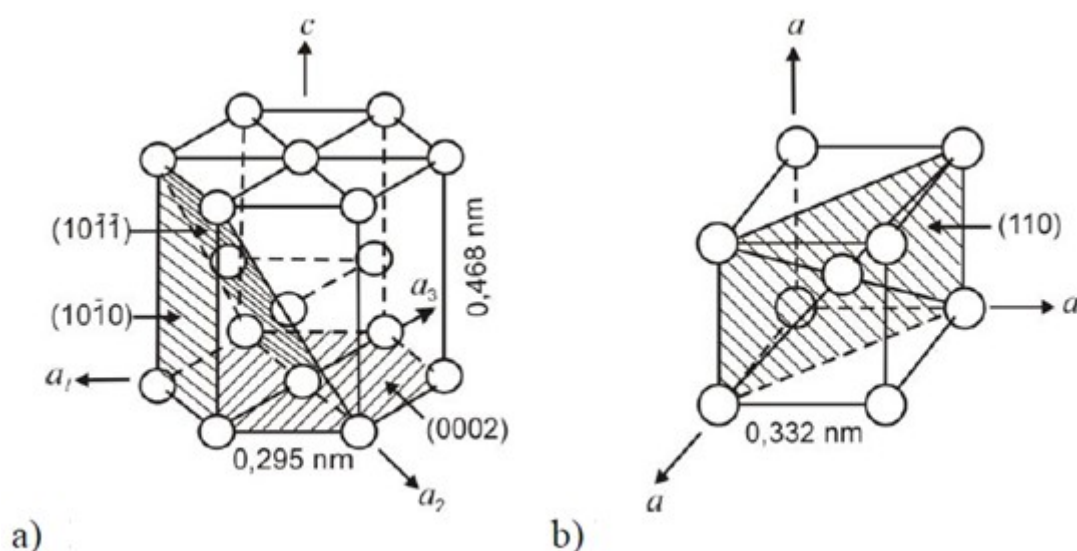 c
a
(101̄1̄)
(101̄0)
a₁
a₃
0,468 nm
(0002)
0,295 nm
a₂
a)
(110)
a
0,332 nm
a
b)